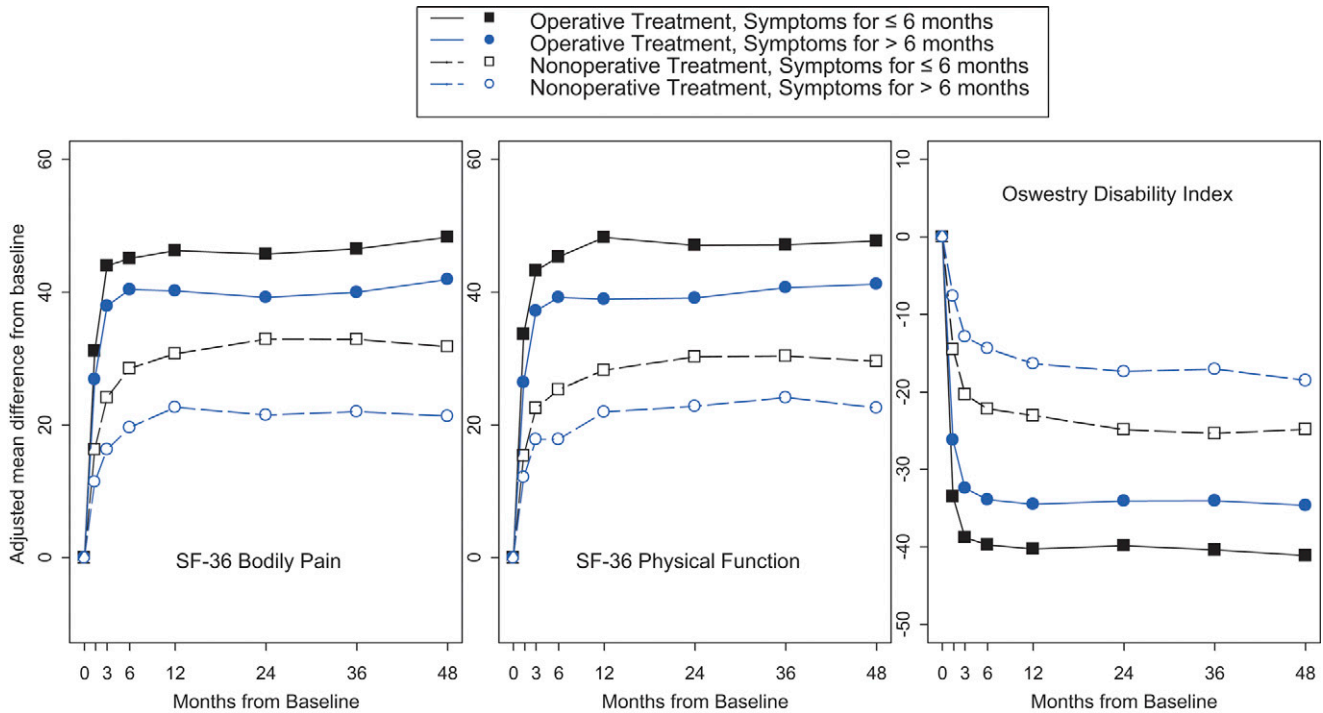 Operative Treatment, Symptoms for ≤ 6 months
Operative Treatment, Symptoms for > 6 months
Nonoperative Treatment, Symptoms for ≤ 6 months
Nonoperative Treatment, Symptoms for > 6 months
Adjusted mean difference from baseline
60
40
20
0
SF-36 Bodily Pain
0 3 6 12 24 36 48
Months from Baseline
60
40
20
0
SF-36 Physical Function
0 3 6 12 24 36 48
Months from Baseline
Oswestry Disability Index
10
0
-10
-20
-30
-40
-50
0 3 6 12 24 36 48
Months from Baseline